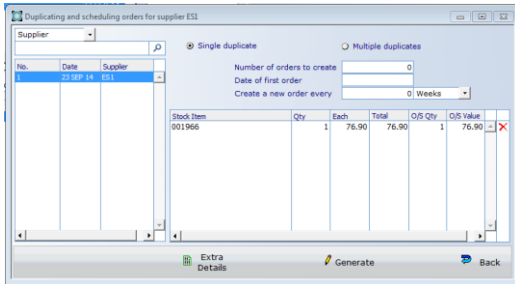 Duplicating and scheduling orders for supplier ES1
Supplier
Single duplicate
Multiple duplicates
Number of orders to create 0
Date of first order
Create a new order every 0 Weeks
No. Date Supplier
1 23 SEP 14 ES1
Stock Item Qty Each Total O/S Qty O/S Value
001966 1 76.90 76.90 1 76.90
Extra Details
Generate
Back